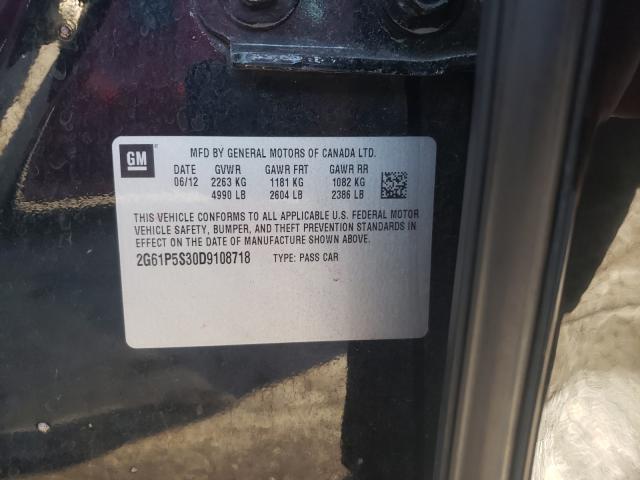 GM
MFD BY GENERAL MOTORS OF CANADA LTD.
DATE GVWR GAWR FRT GAWR RR
06/12 2263 KG 1181 KG 1082 KG
4990 LB 2604 LB 2386 LB
THIS VEHICLE CONFORMS TO ALL APPLICABLE U.S. FEDERAL MOTOR
VEHICLE SAFETY, BUMPER, AND THEFT PREVENTION STANDARDS IN
EFFECT ON THE DATE OF MANUFACTURE SHOWN ABOVE.
2G61P5S30D9108718 TYPE: PASS CAR